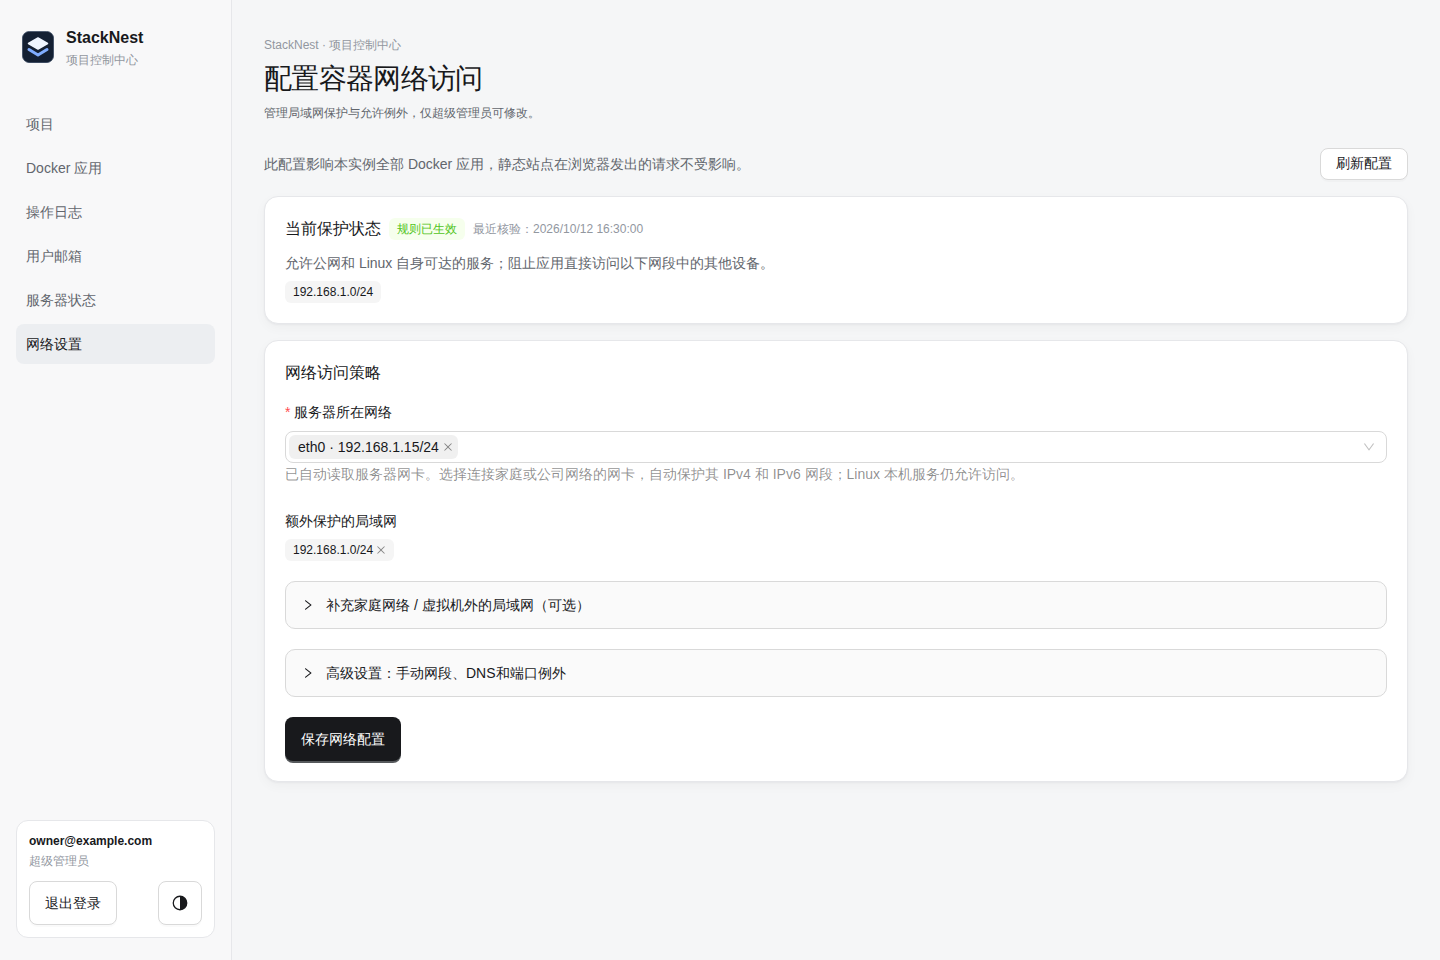 StackNest
项目控制中心
项目
Docker 应用
操作日志
用户邮箱
服务器状态
网络设置
owner@example.com
超级管理员
退出登录
StackNest · 项目控制中心
配置容器网络访问
管理局域网保护与允许例外，仅超级管理员可修改。
此配置影响本实例全部 Docker 应用，静态站点在浏览器发出的请求不受影响。
刷新配置
当前保护状态 规则已生效 最近核验：2026/10/12 16:30:00
允许公网和 Linux 自身可达的服务；阻止应用直接访问以下网段中的其他设备。
192.168.1.0/24
网络访问策略
* 服务器所在网络
eth0 · 192.168.1.15/24
已自动读取服务器网卡。选择连接家庭或公司网络的网卡，自动保护其 IPv4 和 IPv6 网段；Linux 本机服务仍允许访问。
额外保护的局域网
192.168.1.0/24
补充家庭网络 / 虚拟机外的局域网（可选）
高级设置：手动网段、DNS和端口例外
保存网络配置